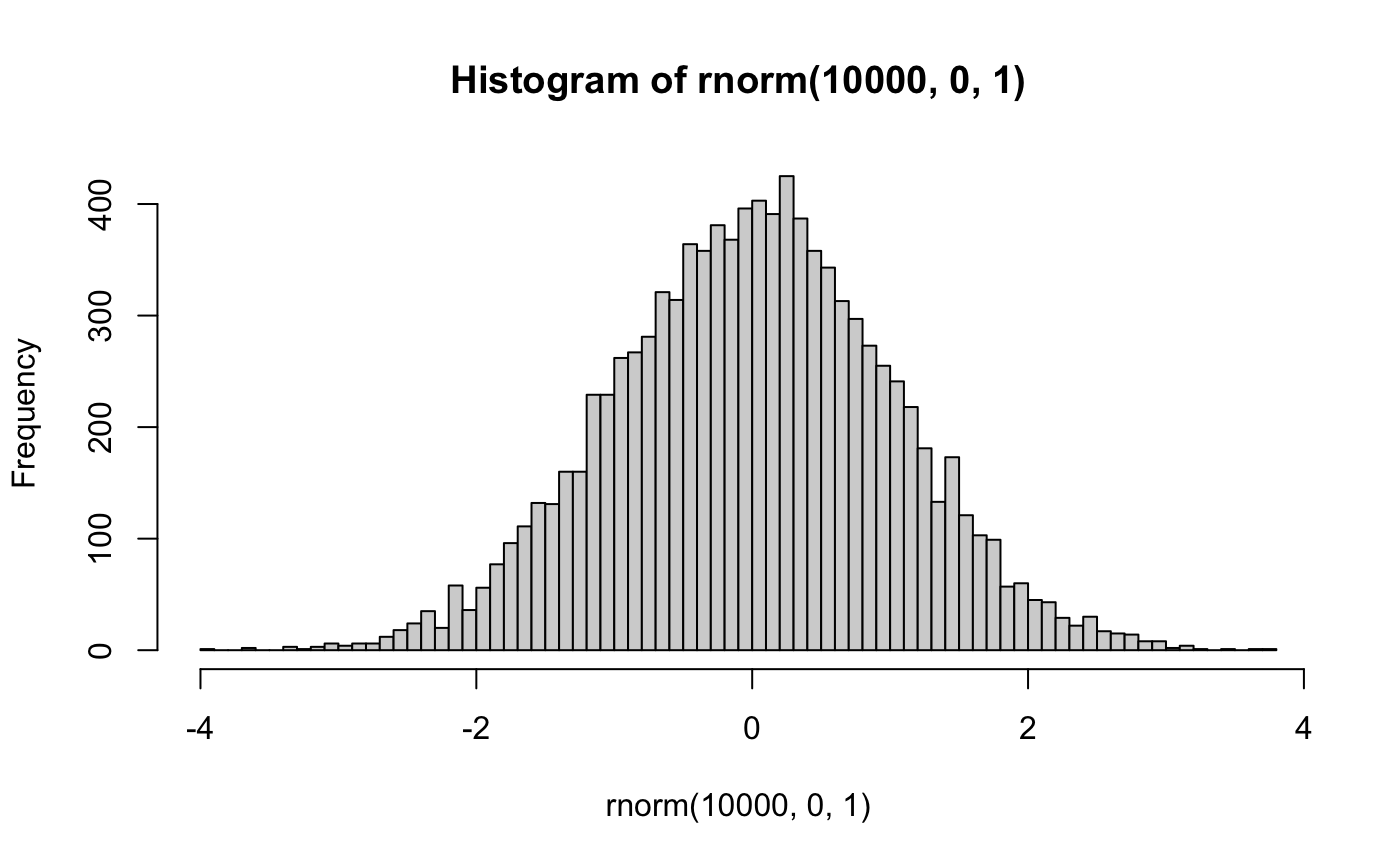 Histogram of rnorm(10000, 0, 1)
Frequency
400
300
200
100
0
-4 -2 0 2 4
rnorm(10000, 0, 1)